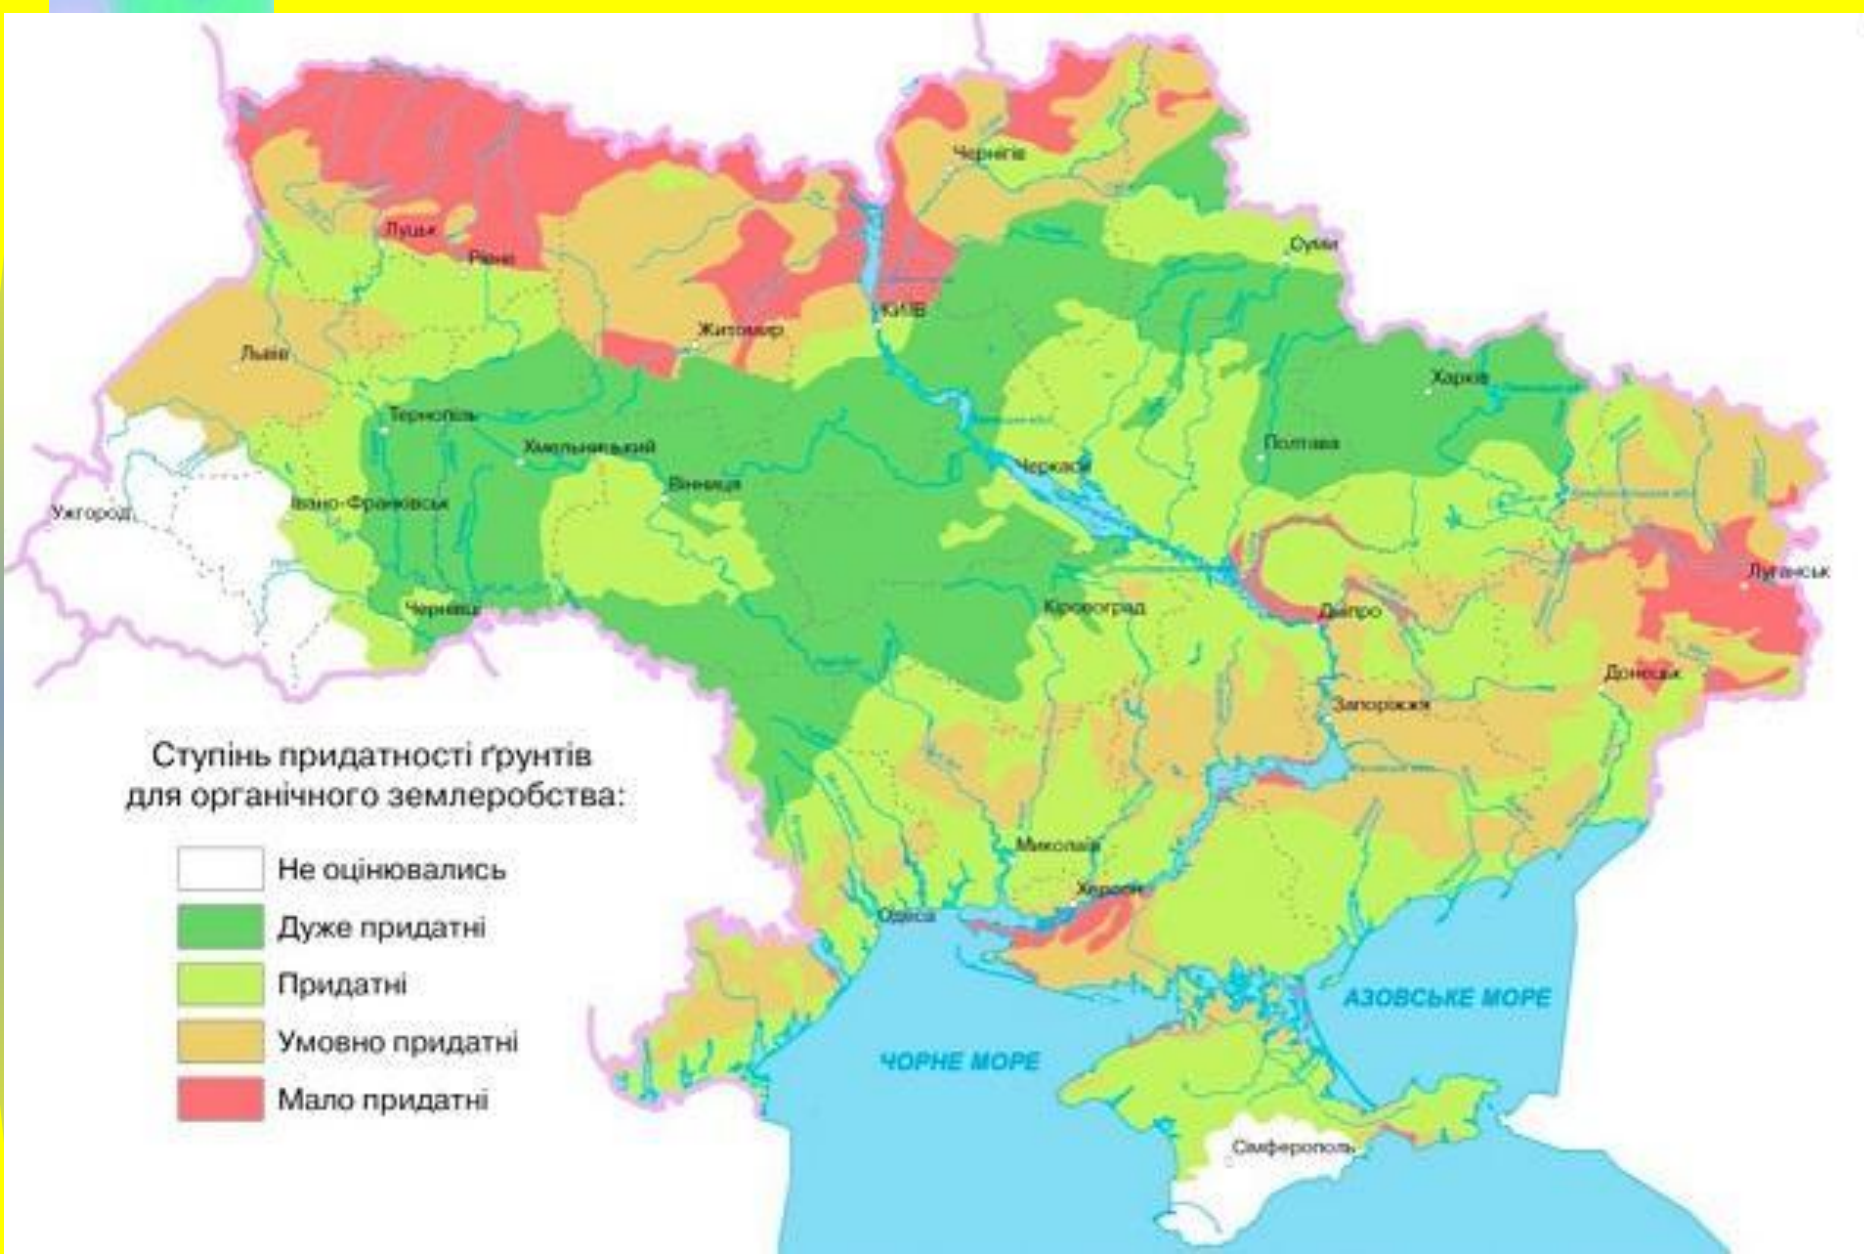 Чернігів
Луцьк
Рівне
Суми
КИЇВ
Житомир
Львів
Харків
Тернопіль
Хмельницький
Полтава
Черкаси
Вінниця
Івано-Франківськ
Ужгород
Луганськ
Чернівці
Кіровоград
Дніпро
Донецьк
Запоріжжя
Ступінь придатності ґрунтів
для органічного землеробства:
Миколаїв
Не оцінювались
Херсон
Одеса
Дуже придатні
Придатні
АЗОВСЬКЕ МОРЕ
Умовно придатні
ЧОРНЕ МОРЕ
Мало придатні
Сімферополь